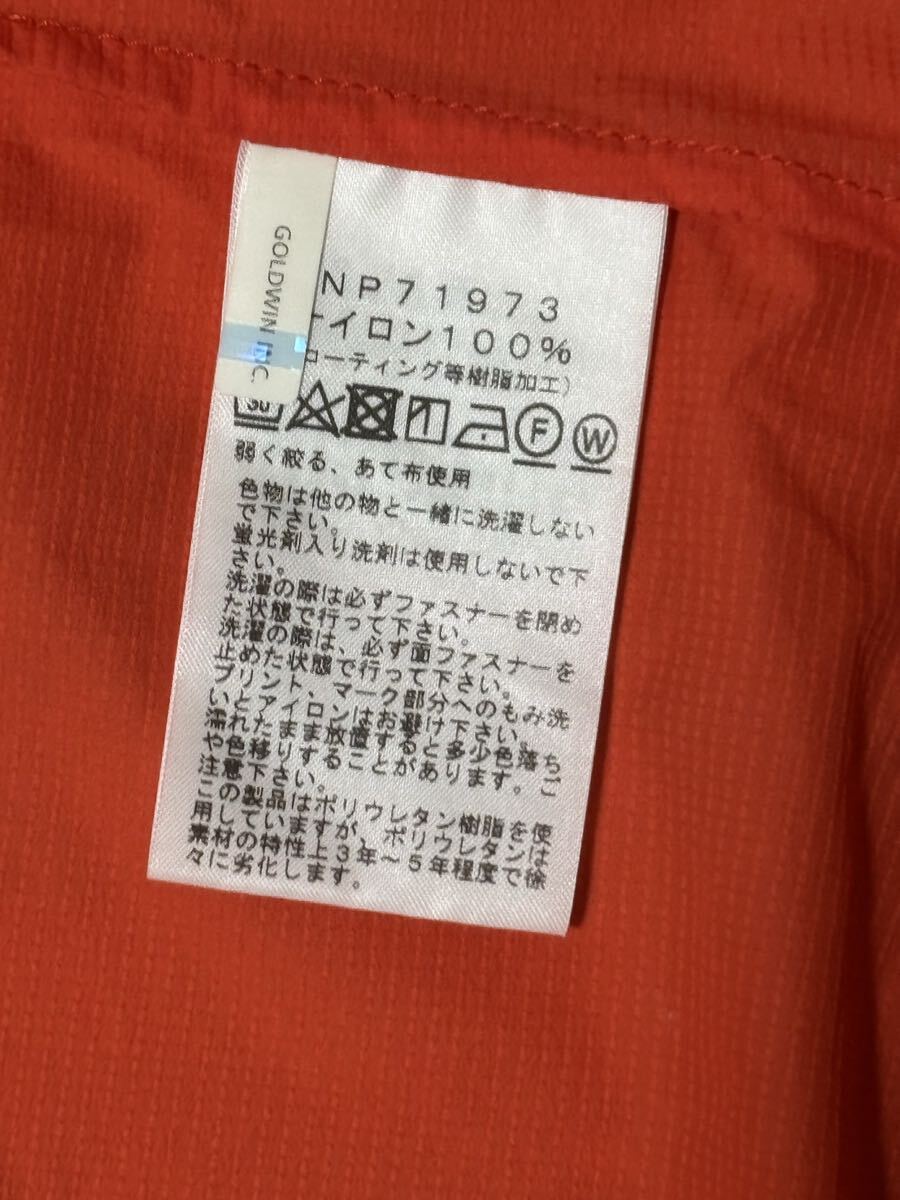 GOLDWIN INC.
NP71973
イロン100%
ーティング等樹脂加工)
30
F
W
弱く絞る、あて布使用
色物は他の物と一緒に洗濯しない
で下さい。
蛍光剤入り洗剤は使用しないで下
さい。
洗濯の際は必ずファスナーを閉め
た状態で行って下さい。
洗濯の際は、必ず面ファスナーを
止めた状態で行って下さい。
プリント、マーク部分へのもみ洗
いとアイロンはお避け下さい。
濡れたまま放置すると多少色落ち
や色移りすることがあります。ご
注意下さい。
この製品はポリウレタン樹脂を使
用していますが、ポリウレタンは
素材の特性上3年~5年程度で徐
々に劣化します。